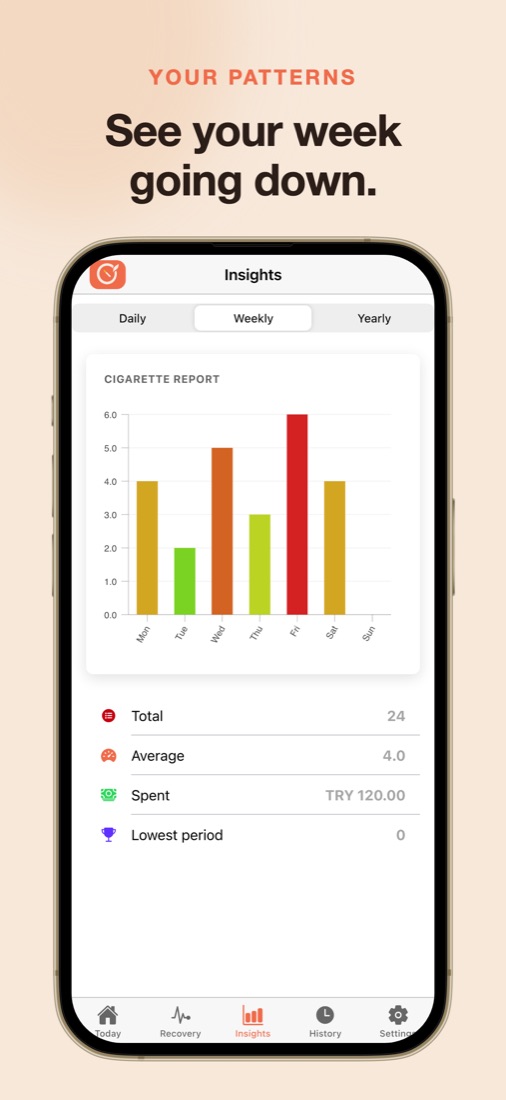 YOUR PATTERNS
See your week
going down.
Insights
Daily Weekly Yearly
CIGARETTE REPORT
6.0
5.0
4.0
3.0
2.0
1.0
0.0
Mon Tue Wed Thu Fri Sat Sun
Total 24
Average 4.0
Spent TRY 120.00
Lowest period 0
Today Recovery Insights History Settings